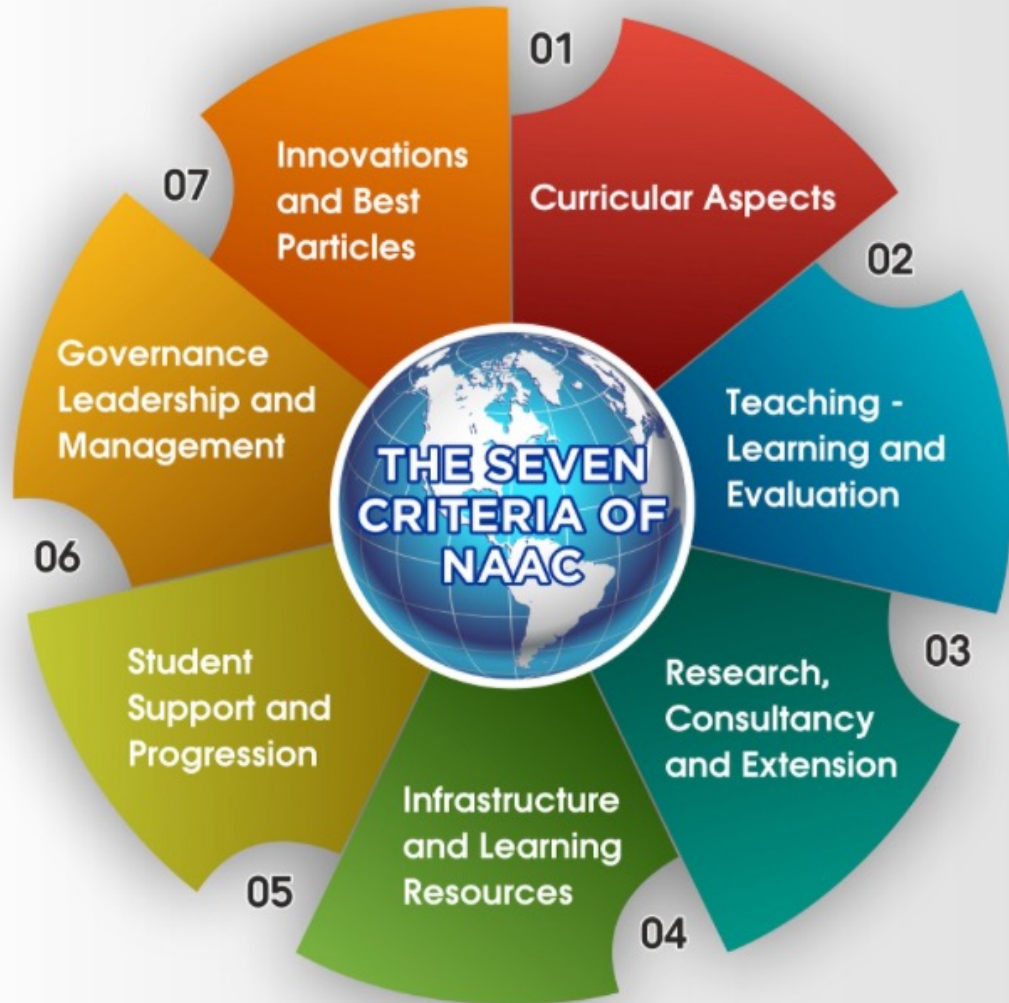 01
Curricular Aspects
02
Teaching -
Learning and
Evaluation
03
Research,
Consultancy
and Extension
04
Infrastructure
and Learning
Resources
05
Student
Support and
Progression
06
Governance
Leadership and
Management
07
Innovations
and Best
Particles
THE SEVEN
CRITERIA OF
NAAC